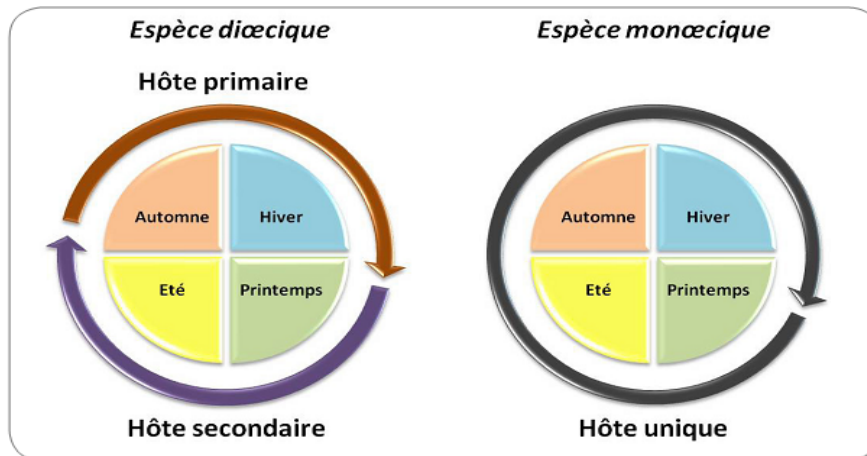 Espèce diœcique
Hôte primaire
Automne
Hiver
Eté
Printemps
Hôte secondaire
Espèce monœcique
Automne
Hiver
Eté
Printemps
Hôte unique